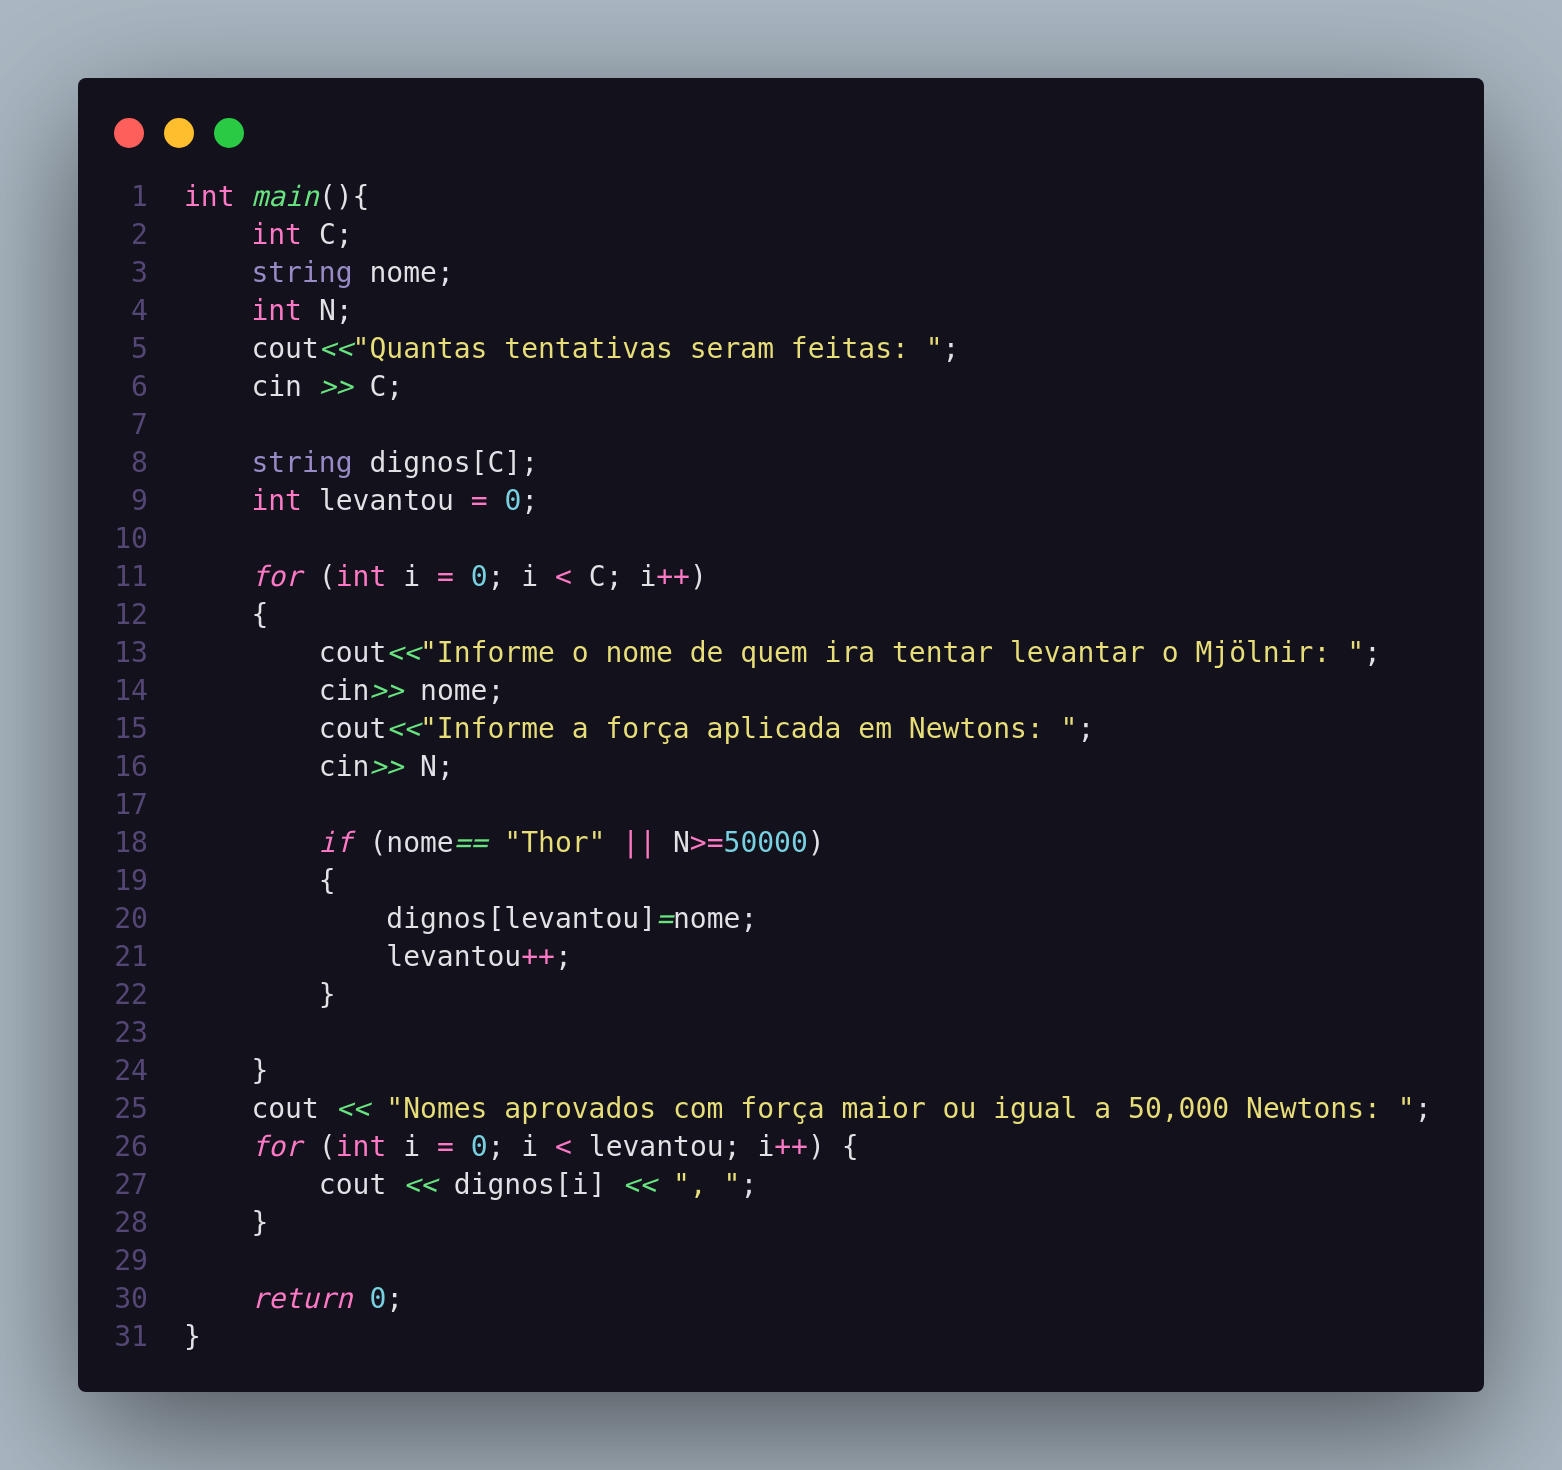 1 int main(){
2     int C;
3     string nome;
4     int N;
5     cout<<"Quantas tentativas seram feitas: ";
6     cin >> C;
7
8     string dignos[C];
9     int levantou = 0;
10
11     for (int i = 0; i < C; i++)
12     {
13         cout<<"Informe o nome de quem ira tentar levantar o Mjölnir: ";
14         cin>> nome;
15         cout<<"Informe a força aplicada em Newtons: ";
16         cin>> N;
17
18         if (nome== "Thor" || N>=50000)
19         {
20             dignos[levantou]=nome;
21             levantou++;
22         }
23
24     }
25     cout << "Nomes aprovados com força maior ou igual a 50,000 Newtons: ";
26     for (int i = 0; i < levantou; i++) {
27         cout << dignos[i] << ", ";
28     }
29
30     return 0;
31 }